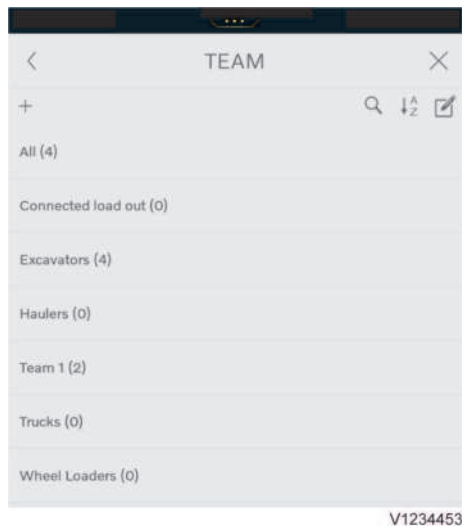 TEAM
All (4)
Connected load out (0)
Excavators (4)
Haulers (0)
Team 1 (2)
Trucks (0)
Wheel Loaders (0)
V1234453